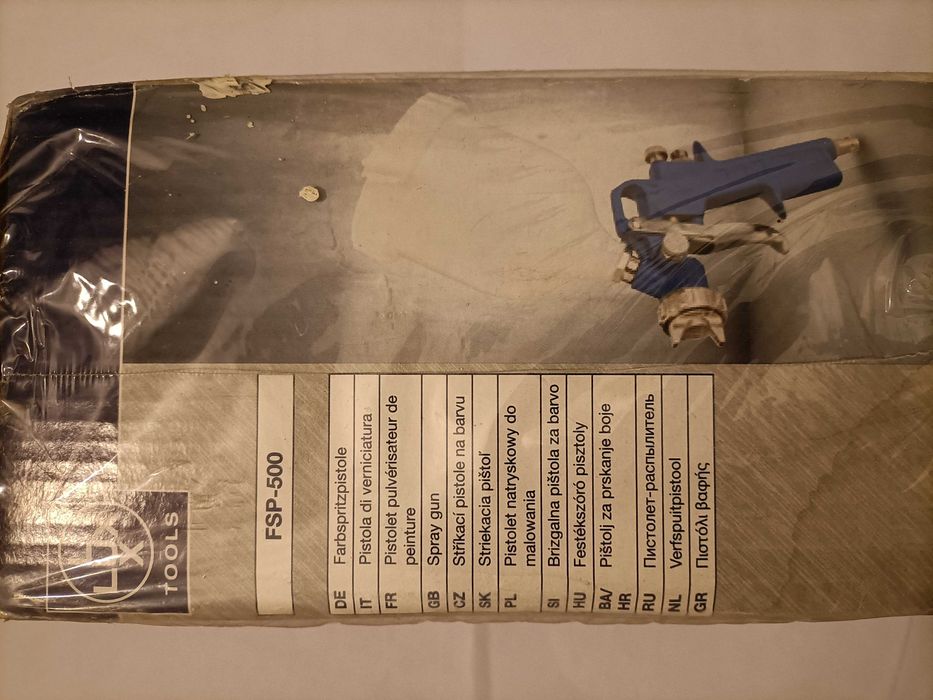 LUX
TOOLS
FSP-500
DE Farbspritzpistole
IT Pistola di verniciatura
FR Pistolet pulvérisateur de
peinture
GB Spray gun
CZ Stříkací pistole na barvu
SK Striekacia pištoľ
PL Pistolet natryskowy do
malowania
SI Brizgalna pištola za barvo
HU Festékszóró pisztoly
BA/ Pištolj za prskanje boje
HR
RU Пистолет-распылитель
NL Verfspuitpistool
GR Πιστόλι βαφής